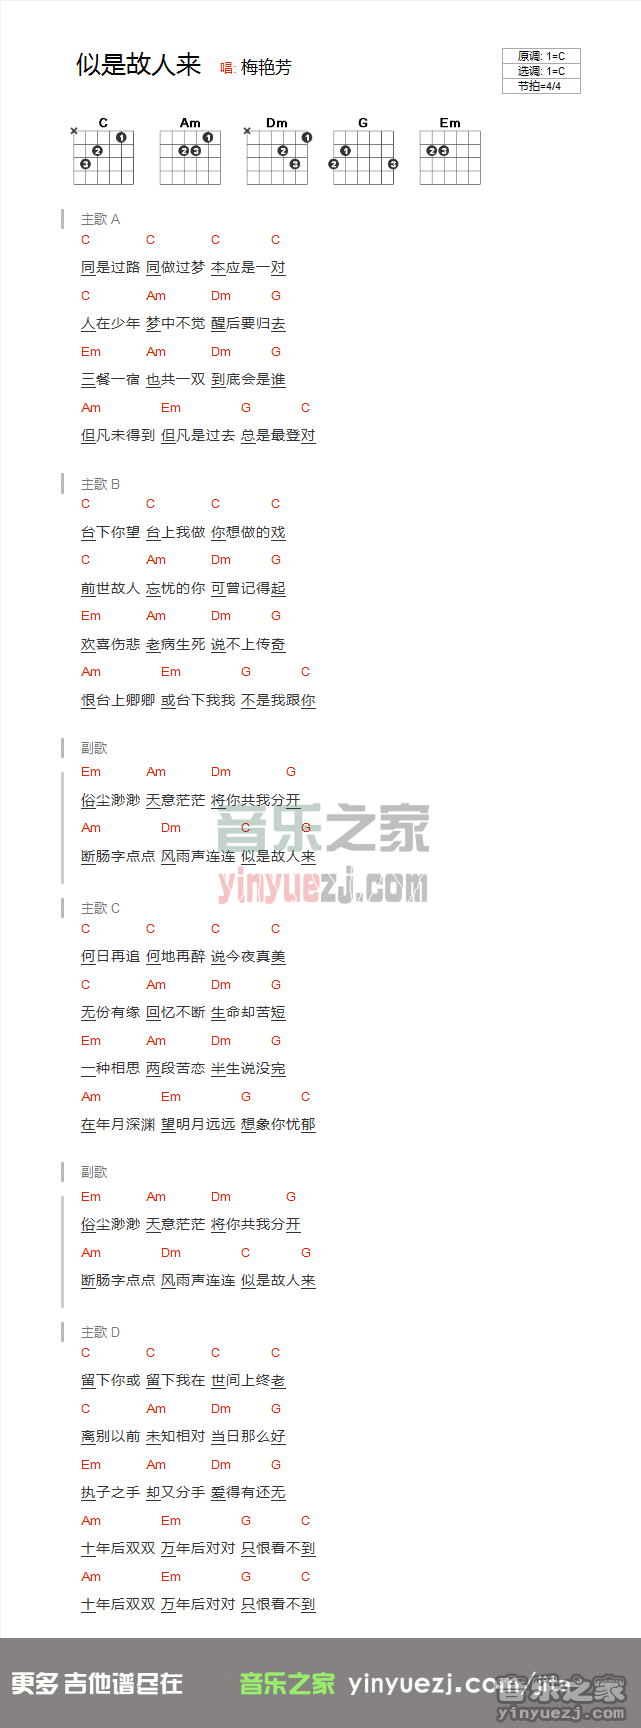 似是故人来 唱: 梅艳芳
原调: 1=C
选调: 1=C
节拍=4/4
C Am Dm G Em
主歌 A
C C C C
同是过路 同做过梦 本应是一对
C Am Dm G
人在少年 梦中不觉 醒后要归去
Em Am Dm G
三餐一宿 也共一双 到底会是谁
Am Em G C
但凡未得到 但凡是过去 总是最登对
主歌 B
C C C C
台下你望 台上我做 你想做的戏
C Am Dm G
前世故人 忘忧的你 可曾记得起
Em Am Dm G
欢喜伤悲 老病生死 说不上传奇
Am Em G C
恨台上卿卿 或台下我我 不是我跟你
副歌
Em Am Dm G
俗尘渺渺 天意茫茫 将你共我分开
Am Dm C G
断肠字点点 风雨声连连 似是故人来
音乐之家
yinyuezj.com
主歌 C
C C C C
何日再追 何地再醉 说今夜真美
C Am Dm G
无份有缘 回忆不断 生命却苦短
Em Am Dm G
一种相思 两段苦恋 半生说没完
Am Em G C
在年月深渊 望明月远远 想象你忧郁
副歌
Em Am Dm G
俗尘渺渺 天意茫茫 将你共我分开
Am Dm C G
断肠字点点 风雨声连连 似是故人来
主歌 D
C C C C
留下你或 留下我在 世间上终老
C Am Dm G
离别以前 未知相对 当日那么好
Em Am Dm G
执子之手 却又分手 爱得有还无
Am Em G C
十年后双双 万年后对对 只恨看不到
Am Em G C
十年后双双 万年后对对 只恨看不到
更多 吉他谱尽在 音乐之家 yinyuezj.com/jita
音乐之家
YINYUEZJ.COM